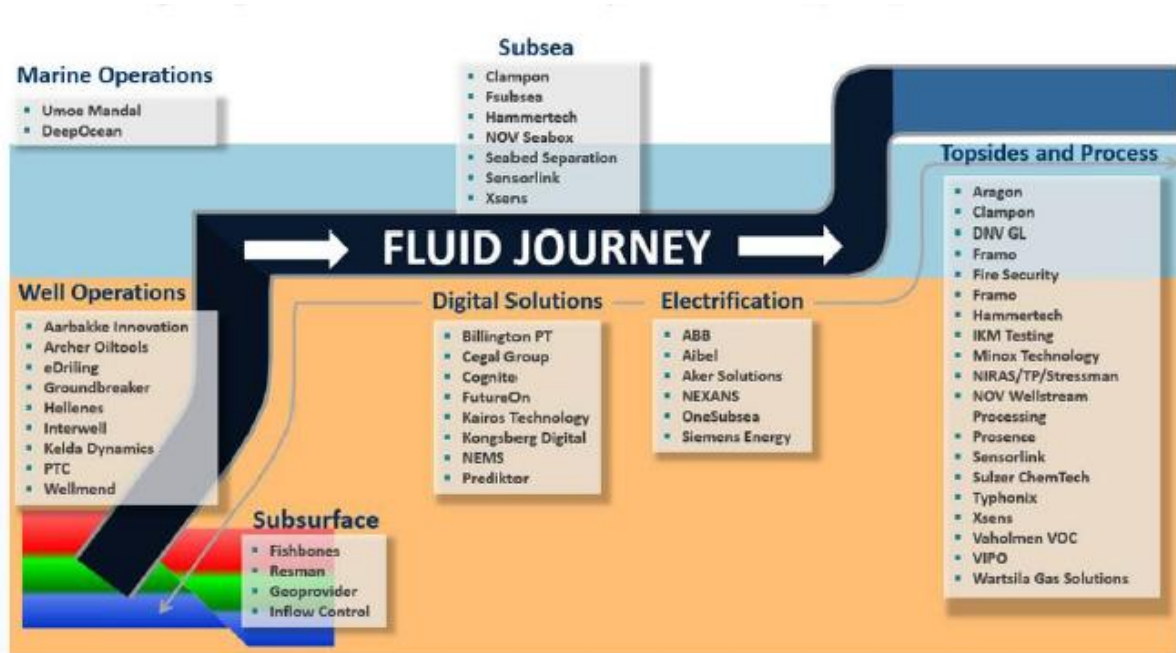 Marine Operations
Umoe Mandal
DeepOcean
Subsea
Clampon
Fsubsea
Hammertech
NOV Seabox
Seabed Separation
Sensorlink
Xsens
FLUID JOURNEY
Well Operations
Aarbakke Innovation
Archer Oiltools
eDriling
Groundbreaker
Hellenes
Interwell
Kelda Dynamics
PTC
Wellmend
Subsurface
Fishbones
Resman
Geoprovider
Inflow Control
Digital Solutions
Billington PT
Cegal Group
Cognite
FutureOn
Kairos Technology
Kongsberg Digital
NEMS
Prediktor
Electrification
ABB
Aibel
Aker Solutions
NEXANS
OneSubsea
Siemens Energy
Topsides and Process
Aragon
Clampon
DNV GL
Framo
Fire Security
Framo
Hammertech
IKM Testing
Minox Technology
NIRAS/TP/Stressman
NOV Wellstream
Processing
Prosence
Sensorlink
Sulzer ChemTech
Typhonix
Xsens
Vaholmen VOC
VIPO
Wartsila Gas Solutions